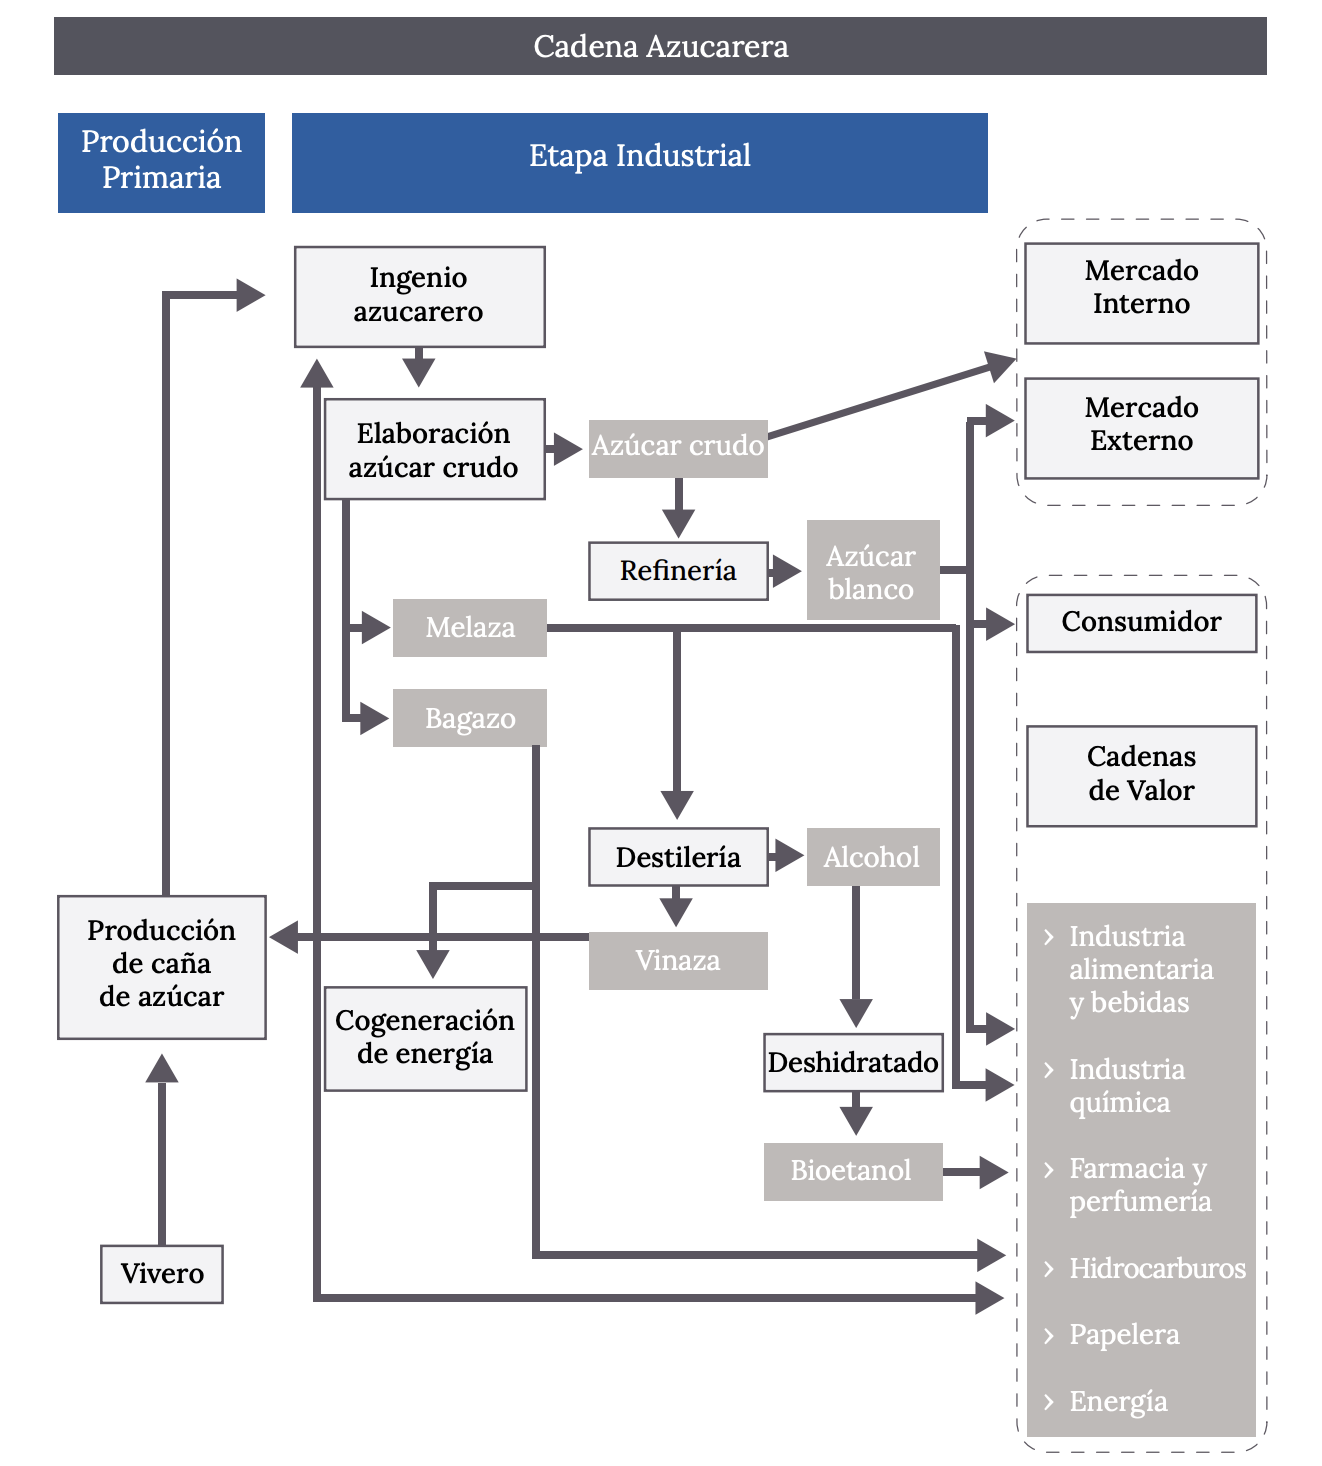 Cadena Azucarera
Producción
Primaria
Etapa Industrial
Ingenio
azucarero
Mercado
Interno
Elaboración
azúcar crudo
Azúcar crudo
Mercado
Externo
Refinería
Azúcar
blanco
Melaza
Consumidor
Bagazo
Cadenas
de Valor
Destilería
Alcohol
Producción
de caña
de azúcar
Vinaza
Cogeneración
de energía
Deshidratado
Bioetanol
Vivero
Industria
alimentaria
y bebidas
Industria
química
Farmacia y
perfumería
Hidrocarburos
Papelera
Energía